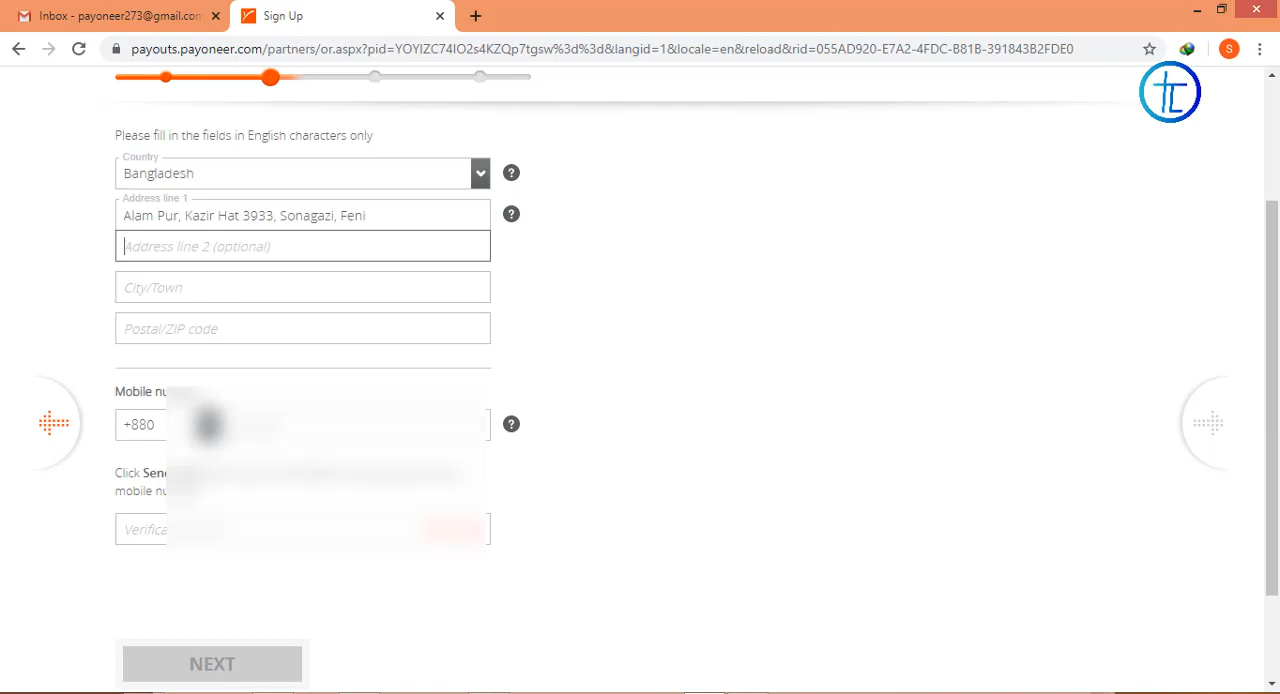 Inbox - payoneer273@gmail.com
Sign Up
payouts.payoneer.com/partners/or.aspx?pid=YOYIZC74IO2s4KZQp7tgsw%3d%3d&langid=1&locale=en&reload&rid=055AD920-E7A2-4FDC-B81B-391843B2FDE0
S
Please fill in the fields in English characters only
Country
Bangladesh
?
Address line 1
Alam Pur, Kazir Hat 3933, Sonagazi, Feni
?
Address line 2 (optional)
City/Town
Postal/ZIP code
Mobile nu
+880
?
Click Send
mobile nu
Verifica
NEXT